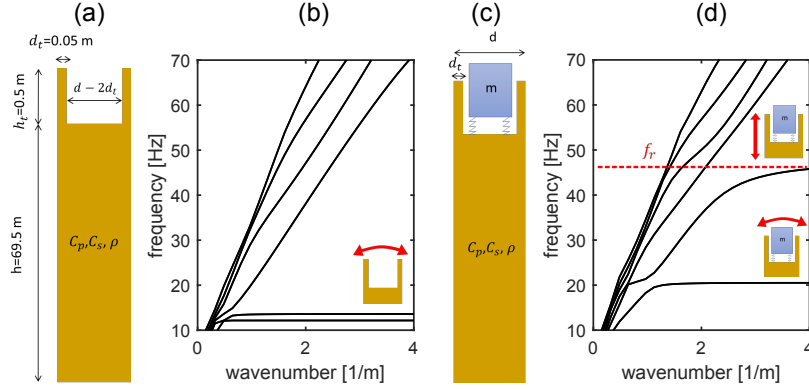 (a)
(b)
(c)
(d)
d_t=0.05 m
h_t=0.5 m
d − 2d_t
h=69.5 m
C_p,C_s, ρ
frequency [Hz]
70
60
50
40
30
20
10
0
2
4
wavenumber [1/m]
d
d_t
m
C_p,C_s, ρ
frequency [Hz]
70
60
50
40
30
20
10
0
2
4
wavenumber [1/m]
f_r
m
m